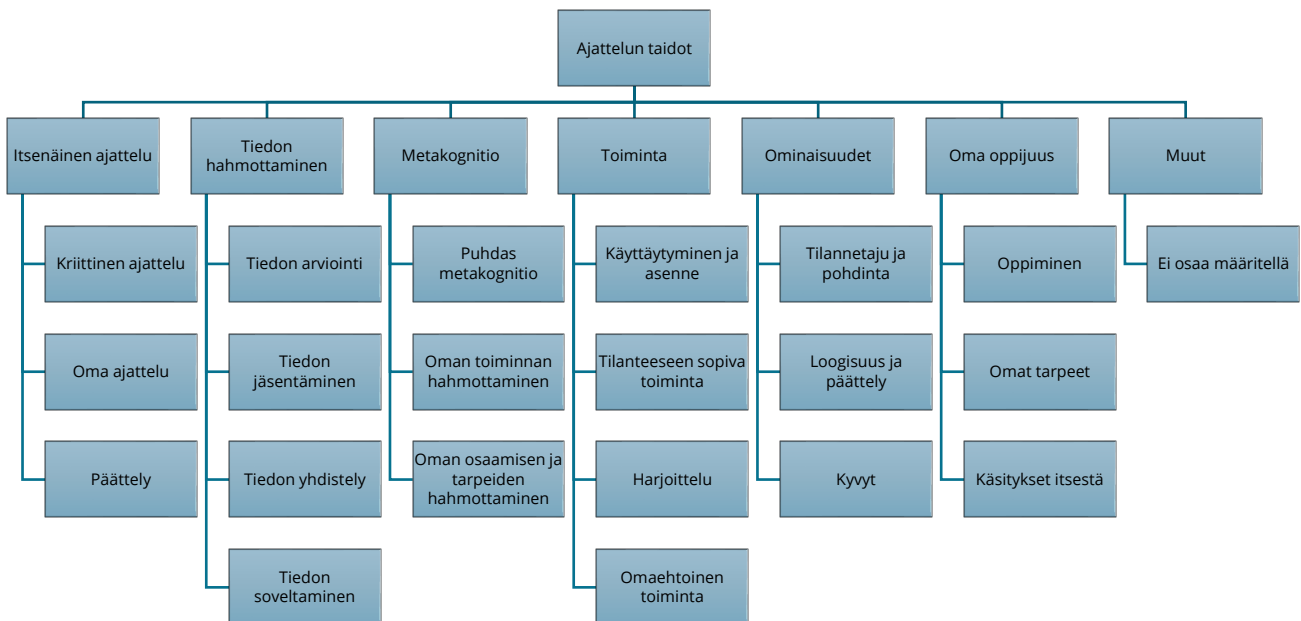 Ajattelun taidot
Itsenäinen ajattelu
Tiedon
hahmottaminen
Metakognitio
Toiminta
Ominaisuudet
Oma oppijuus
Muut
Kriittinen ajattelu
Tiedon arviointi
Puhdas
metakognitio
Käyttäytyminen ja
asenne
Tilannetaju ja
pohdinta
Oppiminen
Ei osaa määritellä
Oma ajattelu
Tiedon
jäsentäminen
Oman toiminnan
hahmottaminen
Tilanteeseen sopiva
toiminta
Loogisuus ja
päättely
Omat tarpeet
Päättely
Tiedon yhdistely
Oman osaamisen ja
tarpeiden
hahmottaminen
Harjoittelu
Kyvyt
Käsitykset itsestä
Tiedon
soveltaminen
Omaehtoinen
toiminta